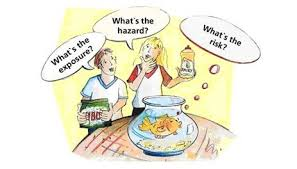 What's the
exposure?
What's the
hazard?
What's the
risk?